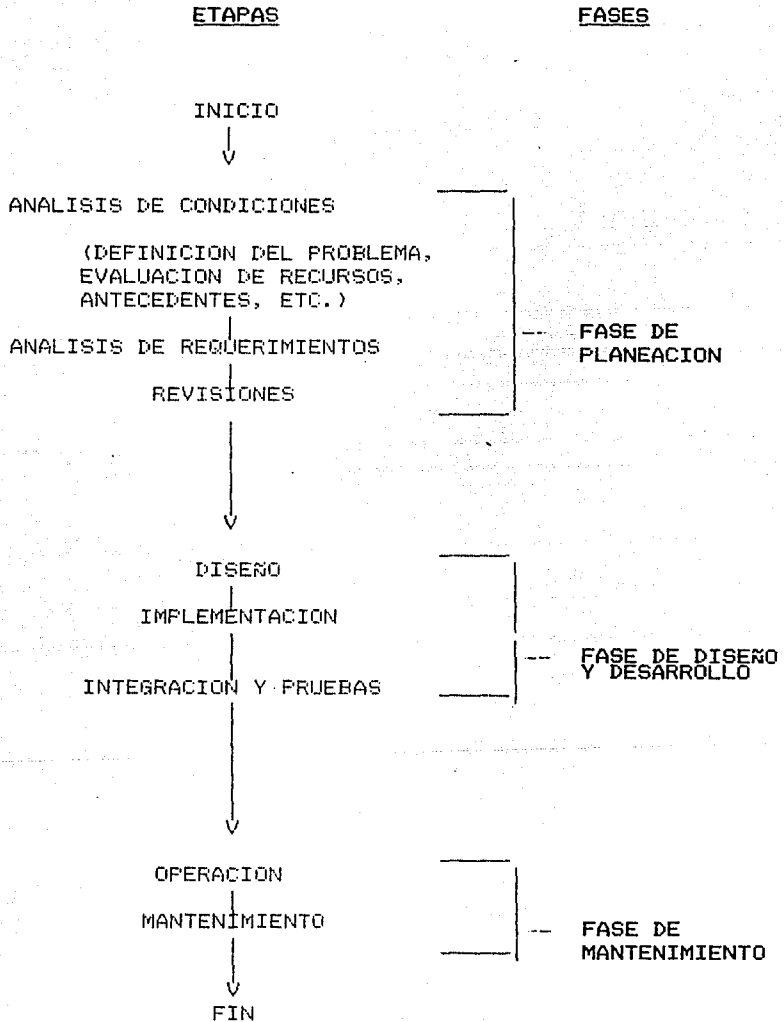 ETAPAS FASES
INICIO
ANALISIS DE CONDICIONES
(DEFINICION DEL PROBLEMA,
EVALUACION DE RECURSOS,
ANTECEDENTES, ETC.)
ANALISIS DE REQUERIMIENTOS
REVISIONES
FASE DE
PLANEACION
DISEÑO
IMPLEMENTACION
INTEGRACION Y PRUEBAS
FASE DE DISEÑO
Y DESARROLLO
OPERACION
MANTENIMIENTO
FASE DE
MANTENIMIENTO
FIN